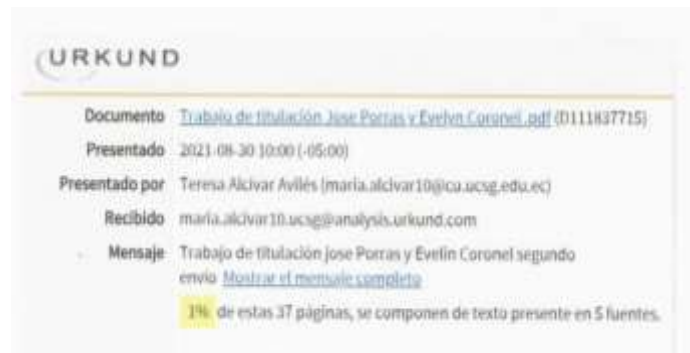 URKUND
Documento Trabajo de titulación Jose Porras y Evelyn Coronel .pdf (D111837715)
Presentado 2021-08-30 10:00 (-05:00)
Presentado por Teresa Alcivar Avilés (maria.alcivar10@cu.ucsg.edu.ec)
Recibido maria.alcivar10.ucsg@analysis.urkund.com
Mensaje Trabajo de titulación jose Porras y Evelin Coronel segundo
envio Mostrar el mensaje completo
1% de estas 37 páginas, se componen de texto presente en 5 fuentes.